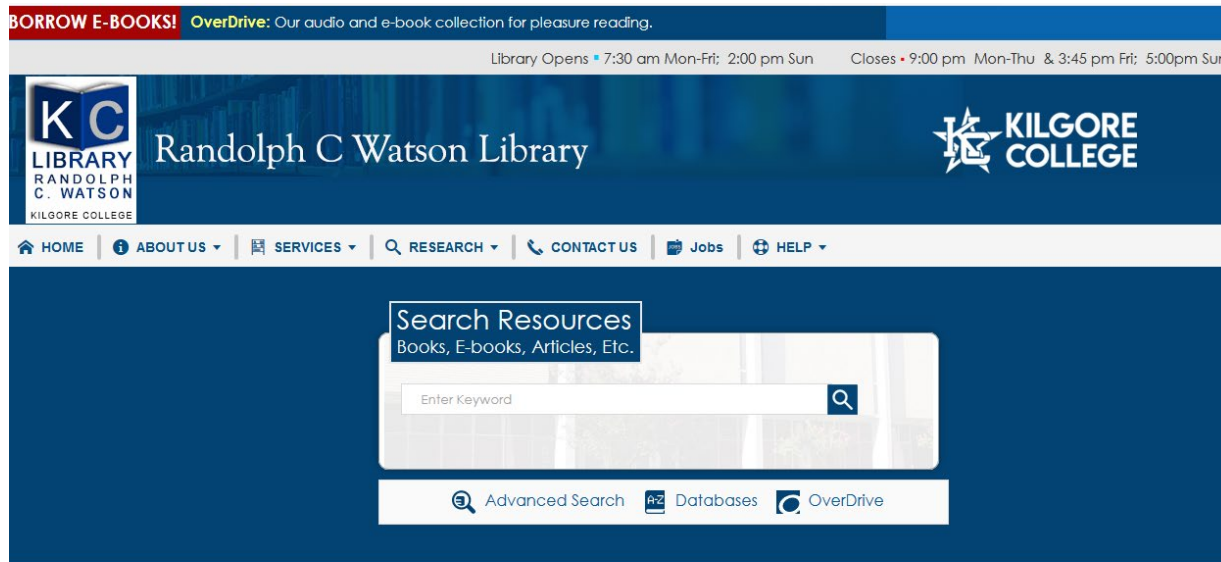 BORROW E-BOOKS! OverDrive: Our audio and e-book collection for pleasure reading.
Library Opens ▪ 7:30 am Mon-Fri; 2:00 pm Sun Closes • 9:00 pm Mon-Thu & 3:45 pm Fri; 5:00pm Sun
KC
LIBRARY
RANDOLPH
C. WATSON
KILGORE COLLEGE
Randolph C Watson Library
KILGORE
COLLEGE
HOME ABOUT US SERVICES RESEARCH CONTACT US Jobs HELP
Search Resources
Books, E-books, Articles, Etc.
Enter Keyword
Advanced Search A-Z Databases OverDrive